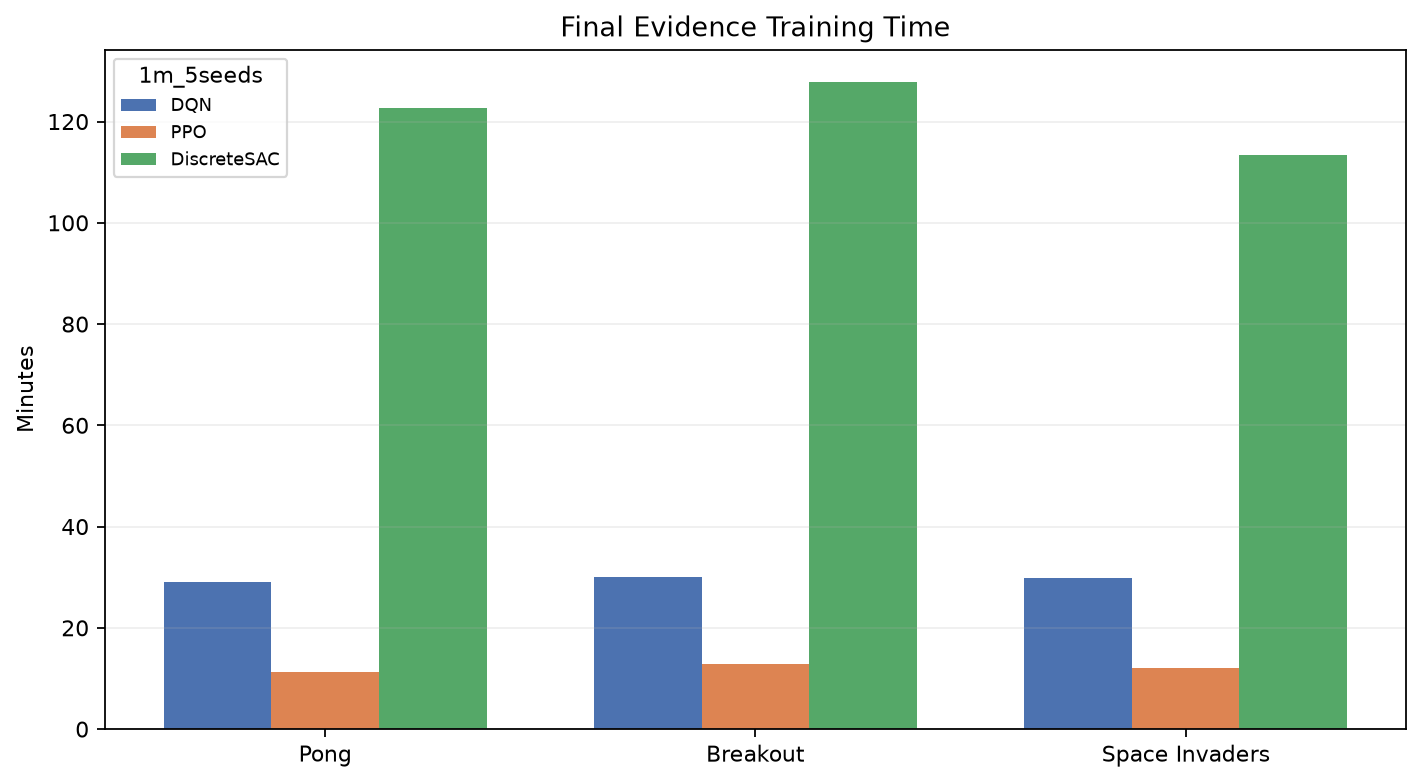 Final Evidence Training Time
1m_5seeds
DQN
PPO
DiscreteSAC
120
100
80
60
40
20
0
Minutes
Pong
Breakout
Space Invaders